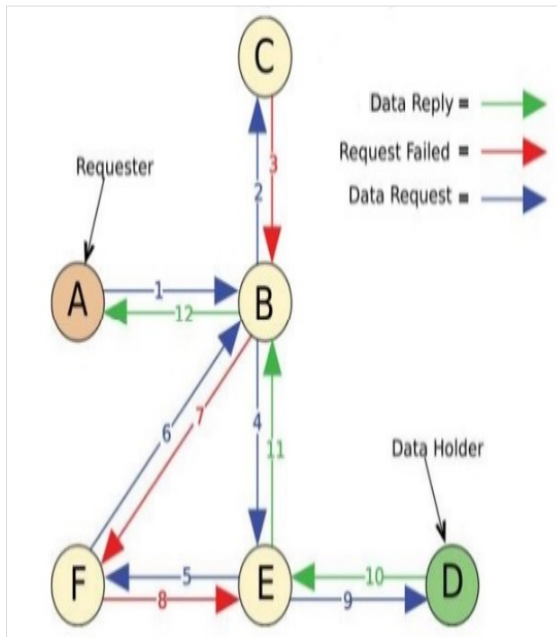 C
Data Reply ≡
Request Failed ≡
Data Request ≡
3
2
Requester
A
1
12
B
6
7
4
11
Data Holder
F
5
8
E
10
9
D